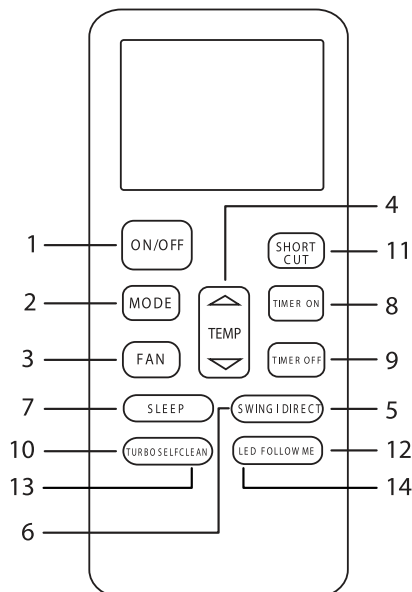 4
1
ON/OFF
SHORT
CUT
11
2
MODE
TIMER ON
8
TEMP
3
FAN
TIMER OFF
9
7
SLEEP
SWING I DIRECT
5
10
TURBO SELFCLEAN
LED FOLLOW ME
12
13
14
6